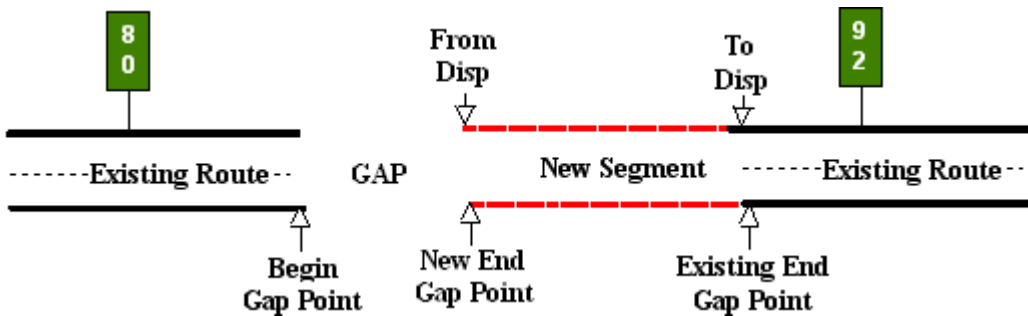 8
0
From
Disp
To
Disp
9
2
Existing Route
GAP
New Segment
Existing Route
Begin
Gap Point
New End
Gap Point
Existing End
Gap Point